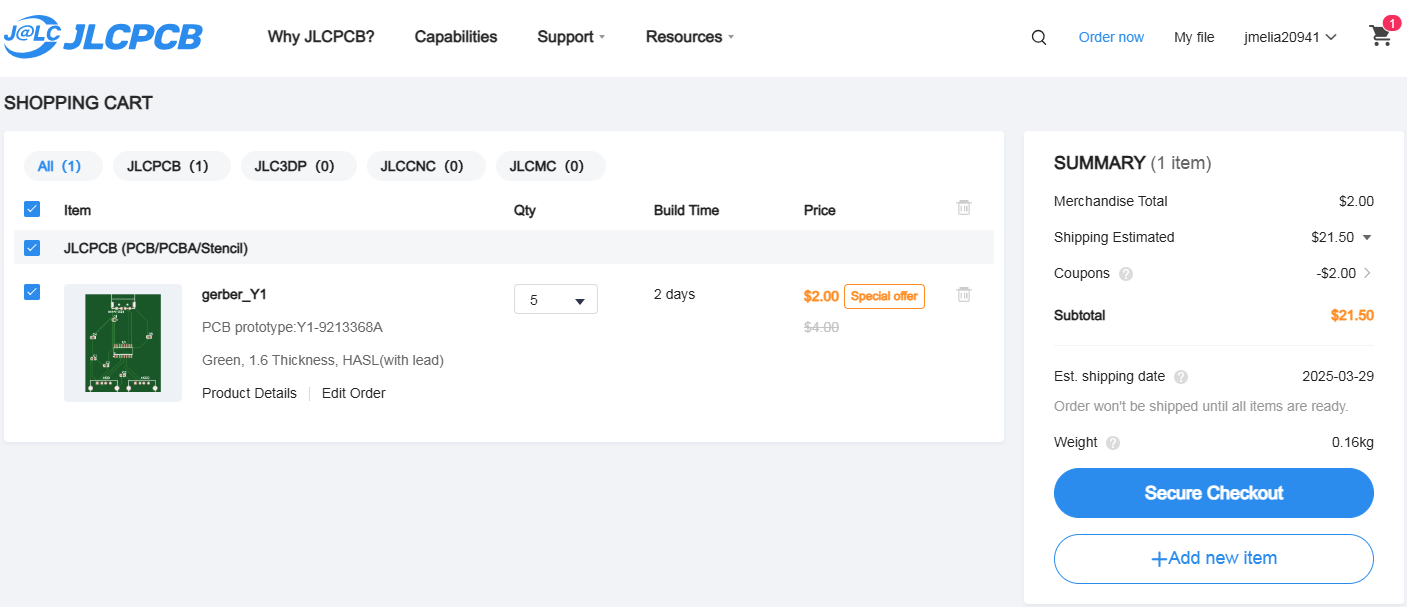 J@LC JLCPCB
Why JLCPCB? Capabilities Support Resources Order now My file jmelia20941 1
SHOPPING CART
All (1) JLCPCB (1) JLC3DP (0) JLCCNC (0) JLCMC (0)
Item Qty Build Time Price
JLCPCB (PCB/PCBA/Stencil)
gerber_Y1 5 2 days $2.00 Special offer
$4.00
PCB prototype:Y1-9213368A
Green, 1.6 Thickness, HASL(with lead)
Product Details Edit Order
SUMMARY (1 item)
Merchandise Total $2.00
Shipping Estimated $21.50
Coupons ? -$2.00
Subtotal $21.50
Est. shipping date ? 2025-03-29
Order won't be shipped until all items are ready.
Weight ? 0.16kg
Secure Checkout
+Add new item